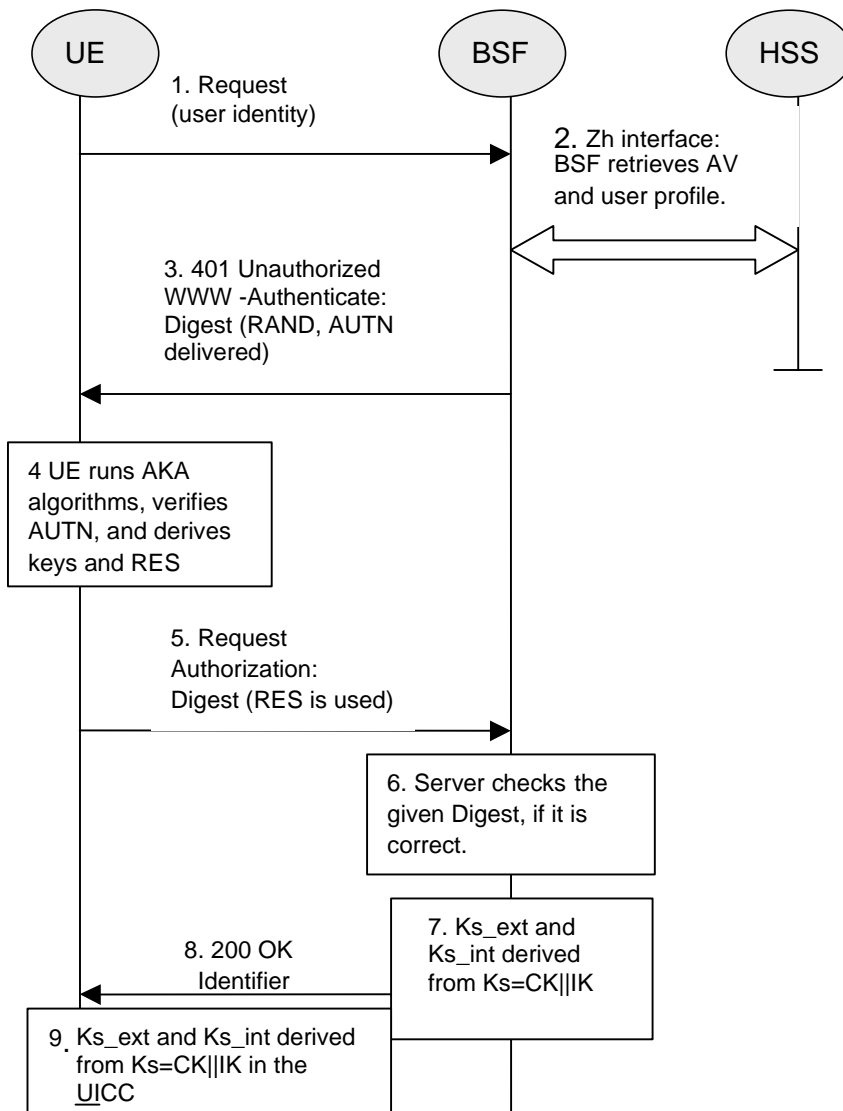 UE
BSF
HSS
1. Request
(user identity)
2. Zh interface:
BSF retrieves AV
and user profile.
3. 401 Unauthorized
WWW -Authenticate:
Digest (RAND, AUTN
delivered)
4 UE runs AKA
algorithms, verifies
AUTN, and derives
keys and RES
5. Request
Authorization:
Digest (RES is used)
6. Server checks the
given Digest, if it is
correct.
7. Ks_ext and
Ks_int derived
from Ks=CK||IK
8. 200 OK
Identifier
9. Ks_ext and Ks_int derived
from Ks=CK||IK in the
UICC